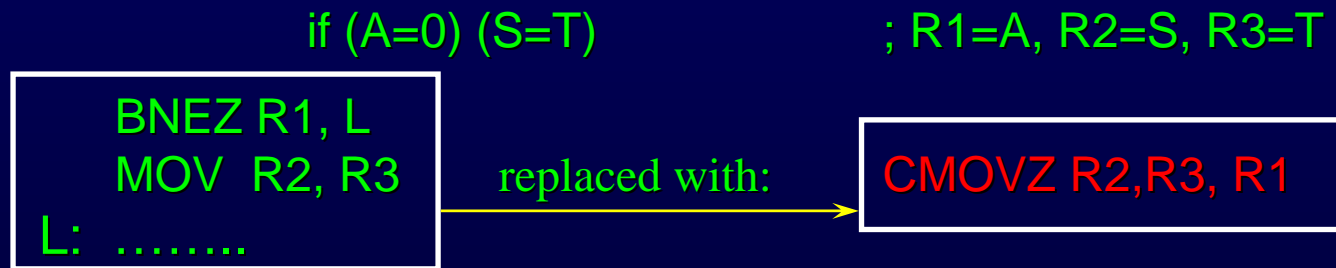 if (A=0) (S=T) ; R1=A, R2=S, R3=T
BNEZ R1, L
MOV R2, R3
L: ……..
replaced with:
CMOVZ R2,R3, R1